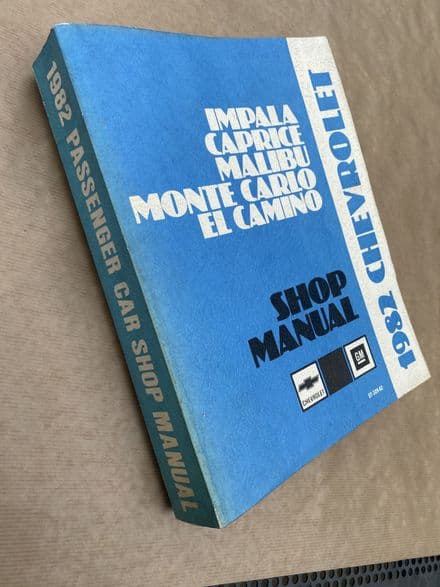 1982 PASSENGER CAR SHOP MANUAL
IMPALA
CAPRICE
MALIBU
MONTE CARLO
EL CAMINO
1982 CHEVROLET
SHOP
MANUAL
CHEVROLET
GM